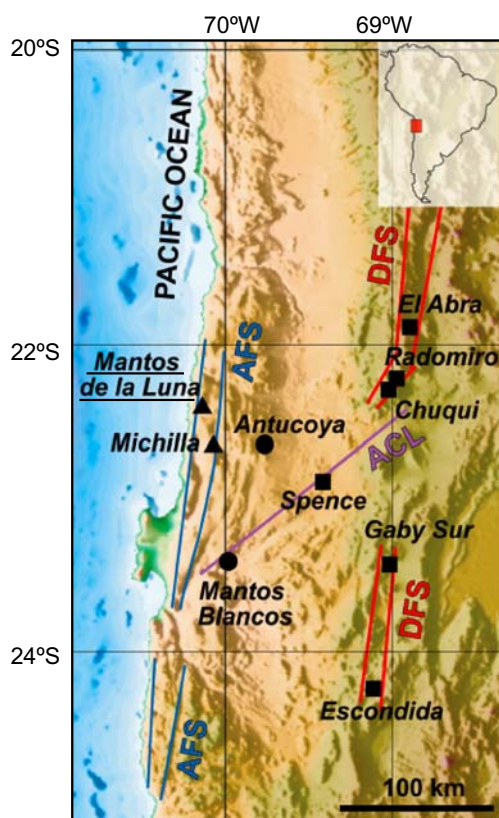 70ºW 69ºW
20ºS
PACIFIC OCEAN
DFS
El Abra
22ºS
AFS
Radomiro
Mantos
de la Luna
Chuqui
Antucoya
Michilla
ACL
Spence
Gaby Sur
Mantos
Blancos
DFS
24ºS
Escondida
AFS
100 km